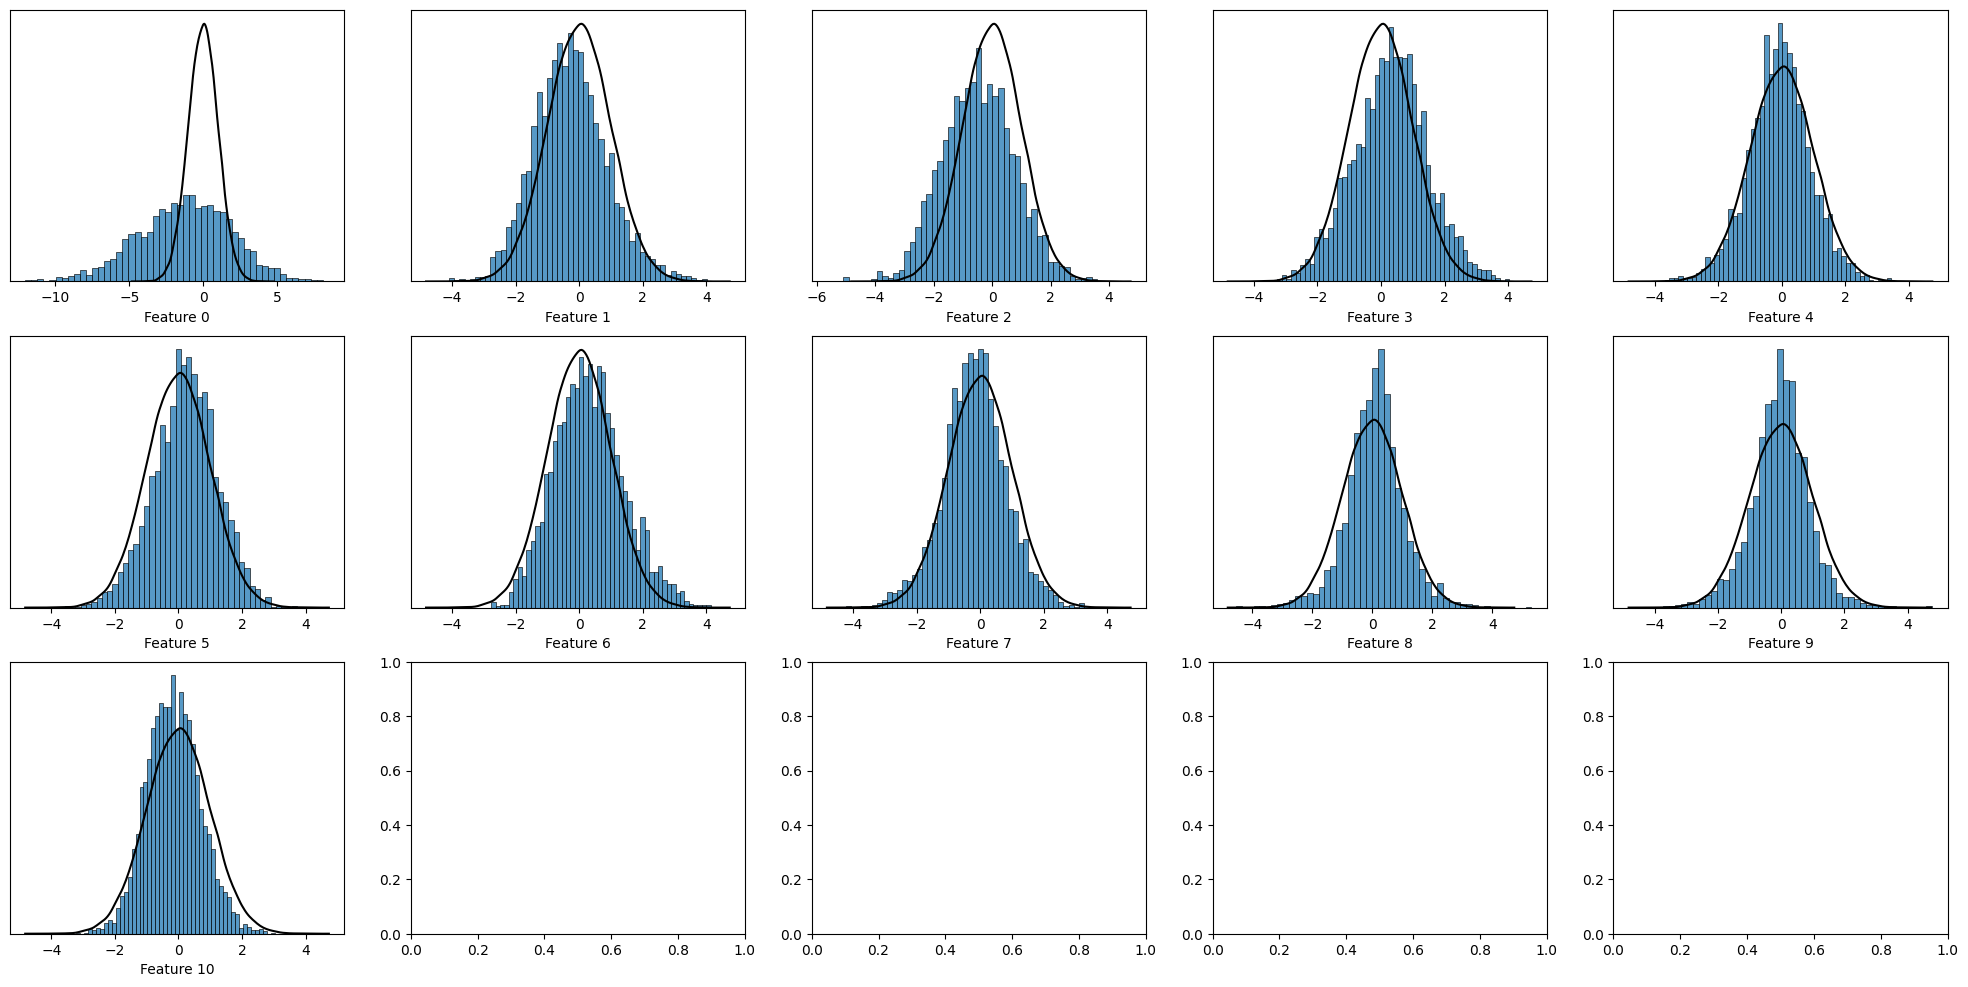 −10 −5 0 5
Feature 0
−4 −2 0 2 4
Feature 1
−6 −4 −2 0 2 4
Feature 2
−4 −2 0 2 4
Feature 3
−4 −2 0 2 4
Feature 4
−4 −2 0 2 4
Feature 5
−4 −2 0 2 4
Feature 6
−4 −2 0 2 4
Feature 7
−4 −2 0 2 4
Feature 8
−4 −2 0 2 4
Feature 9
−4 −2 0 2 4
Feature 10
1.0
0.8
0.6
0.4
0.2
0.0
0.0 0.2 0.4 0.6 0.8 1.0
1.0
0.8
0.6
0.4
0.2
0.0
0.0 0.2 0.4 0.6 0.8 1.0
1.0
0.8
0.6
0.4
0.2
0.0
0.0 0.2 0.4 0.6 0.8 1.0
1.0
0.8
0.6
0.4
0.2
0.0
0.0 0.2 0.4 0.6 0.8 1.0